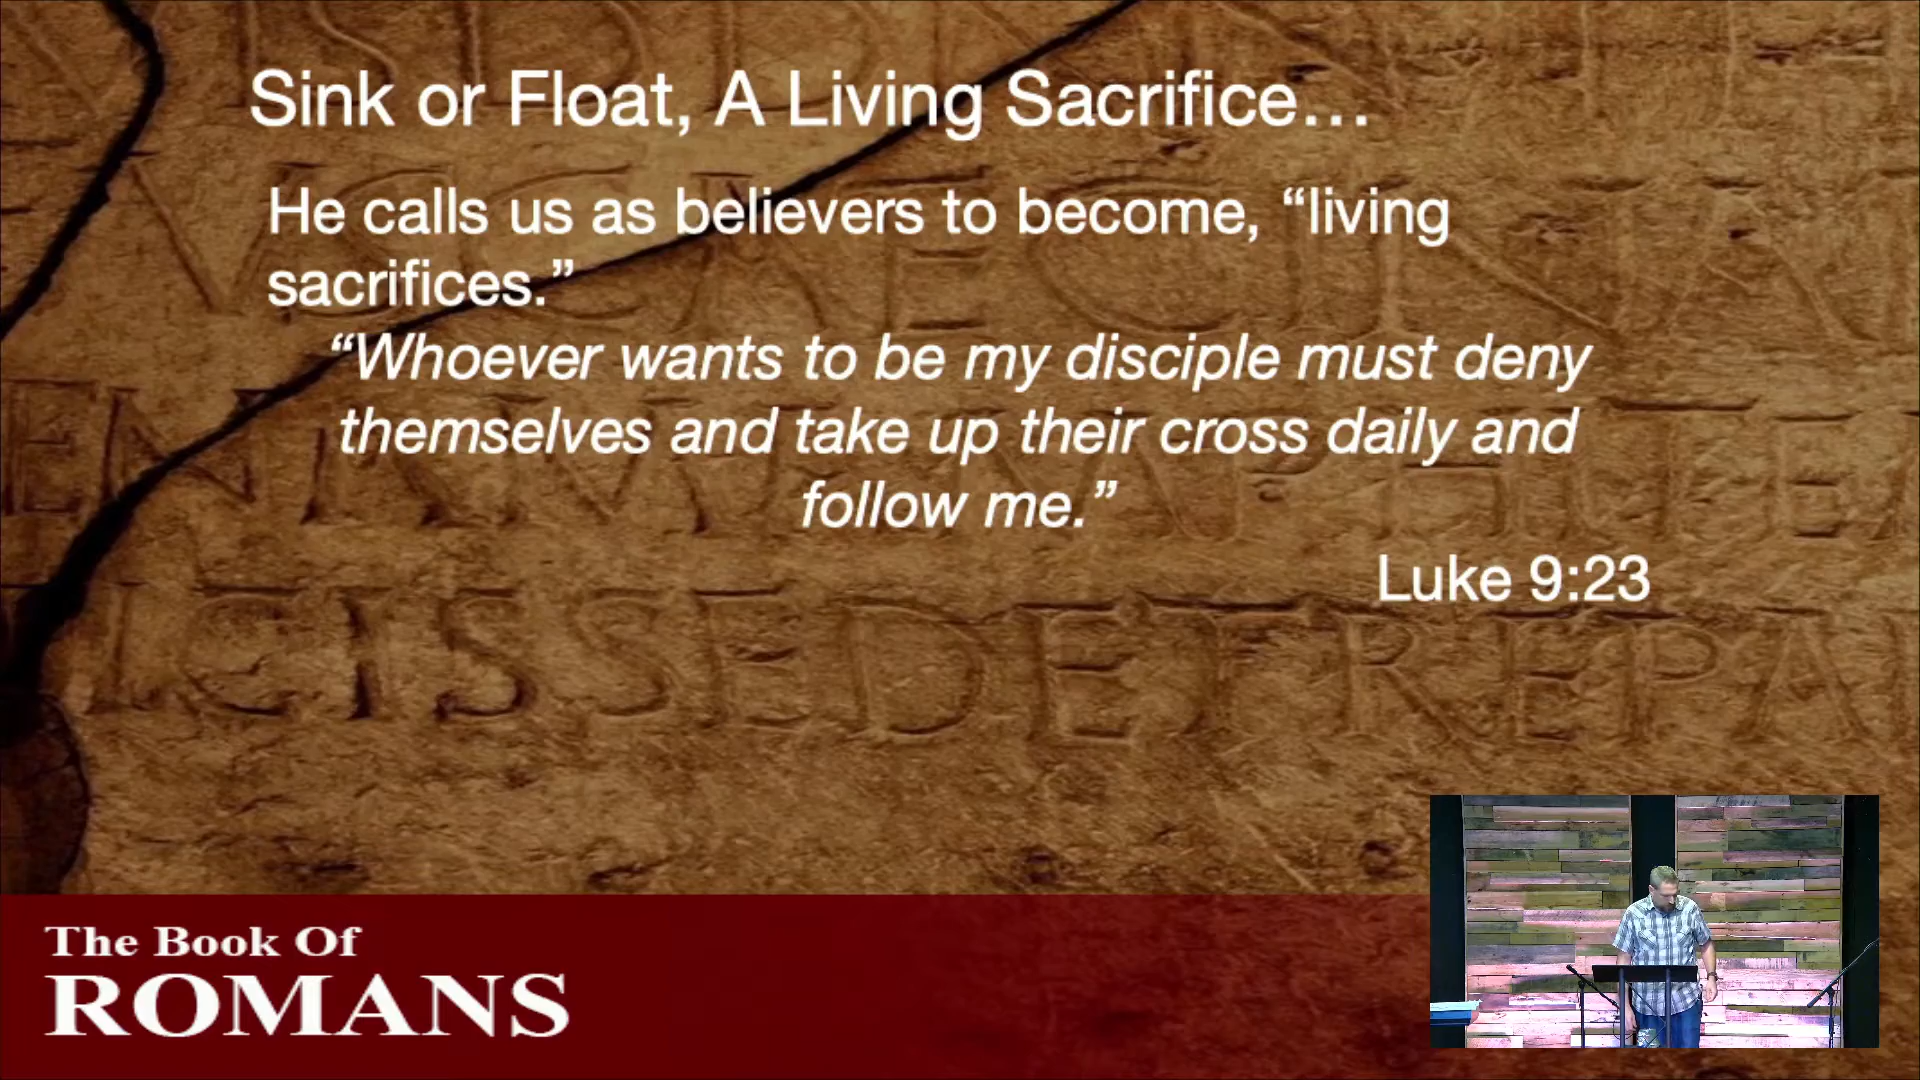 Sink or Float, A Living Sacrifice…
He calls us as believers to become, “living
sacrifices.”
“Whoever wants to be my disciple must deny
themselves and take up their cross daily and
follow me.”
Luke 9:23
The Book Of
ROMANS